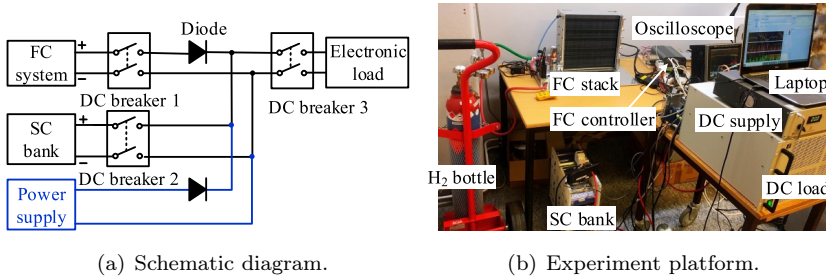 Diode
FC
system
+
−
DC breaker 1
Electronic
load
DC breaker 3
SC
bank
+
−
DC breaker 2
Power
supply
(a) Schematic diagram.
Oscilloscope
Laptop
FC stack
FC controller
DC supply
H2 bottle
DC load
SC bank
(b) Experiment platform.